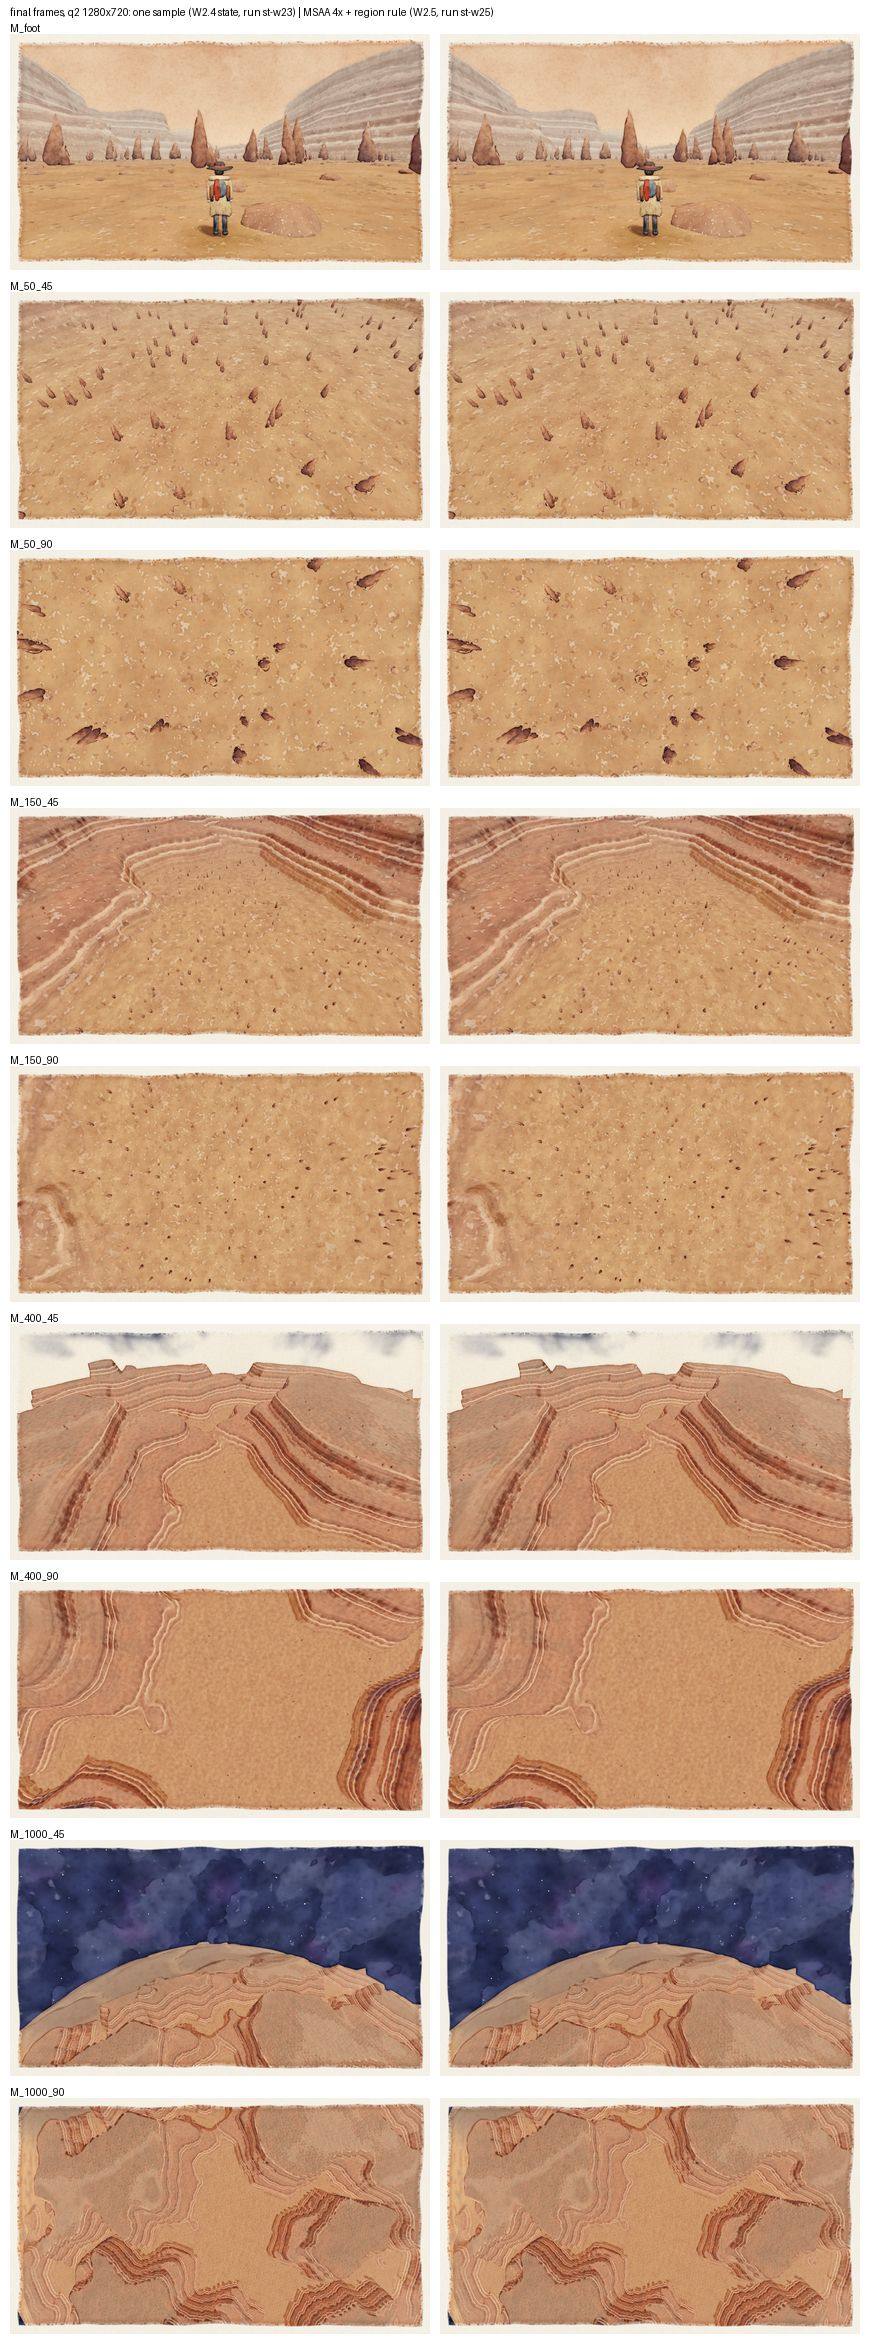 final frames, q2 1280x720: one sample (W2.4 state, run st-w23) | MSAA 4x + region rule (W2.5, run st-w25)
M_foot
M_50_45
M_50_90
M_150_45
M_150_90
M_400_45
M_400_90
M_1000_45
M_1000_90